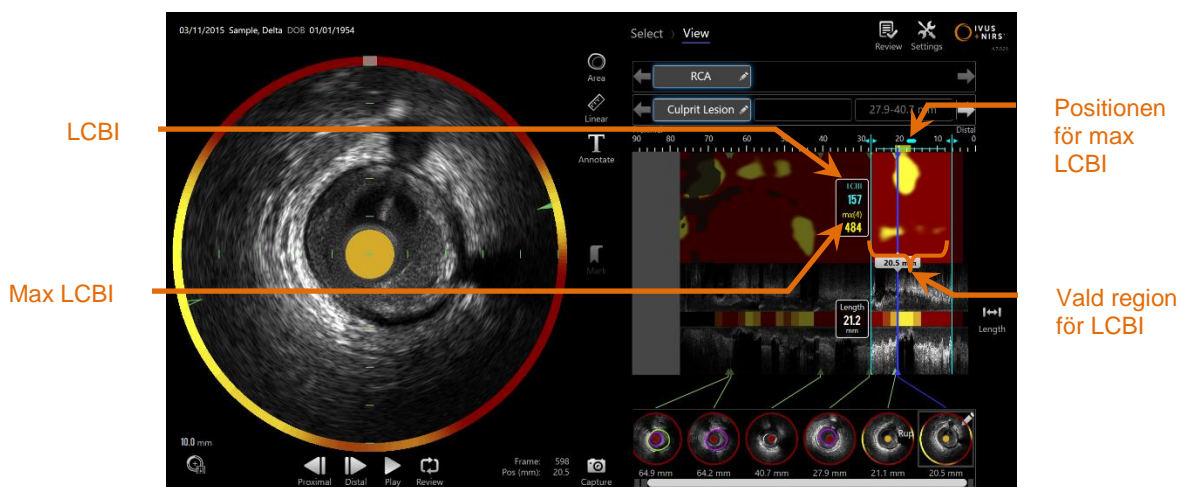 03/11/2015 Sample, Delta DOB 01/01/1954
Select
View
Review
Settings
IVUS
+NIRS
Area
Linear
Annotate
Mark
RCA
Culprit Lesion
27.9-40.7 mm
Distal
90 80 70 60 40 30 20 10 0
LCBI
157
mx(4)
484
20.5 mm
Length
21.2
mm
Length
LCBI
Max LCBI
Positionen
för max
LCBI
Vald region
för LCBI
10.0 mm
Proximal
Distal
Play
Review
Frame: 598
Pos (mm): 20.5
Capture
Rup
64.9 mm
64.2 mm
40.7 mm
27.9 mm
21.1 mm
20.5 mm